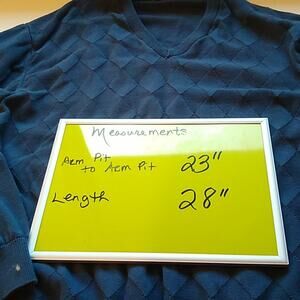 Measurements
Arm Pit
to Arm Pit 23"
Length 28"